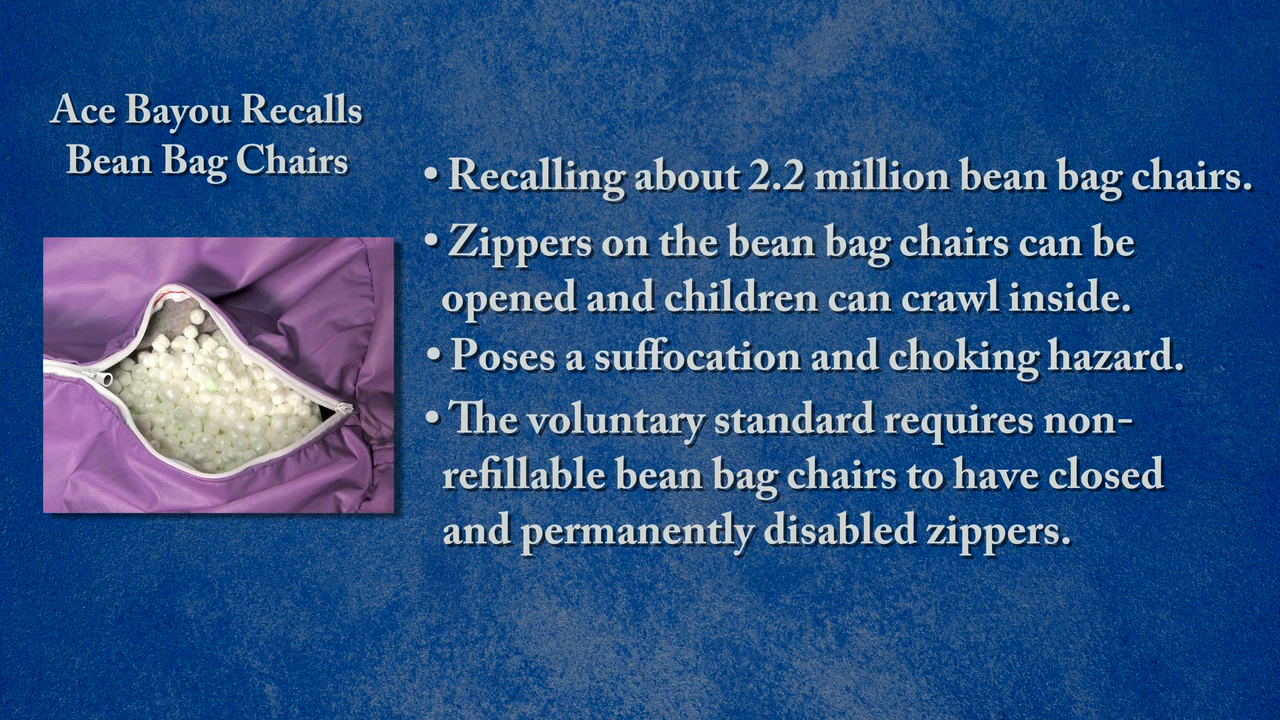 Ace Bayou Recalls
Bean Bag Chairs
• Recalling about 2.2 million bean bag chairs.
• Zippers on the bean bag chairs can be
opened and children can crawl inside.
• Poses a suffocation and choking hazard.
• The voluntary standard requires non-
refillable bean bag chairs to have closed
and permanently disabled zippers.